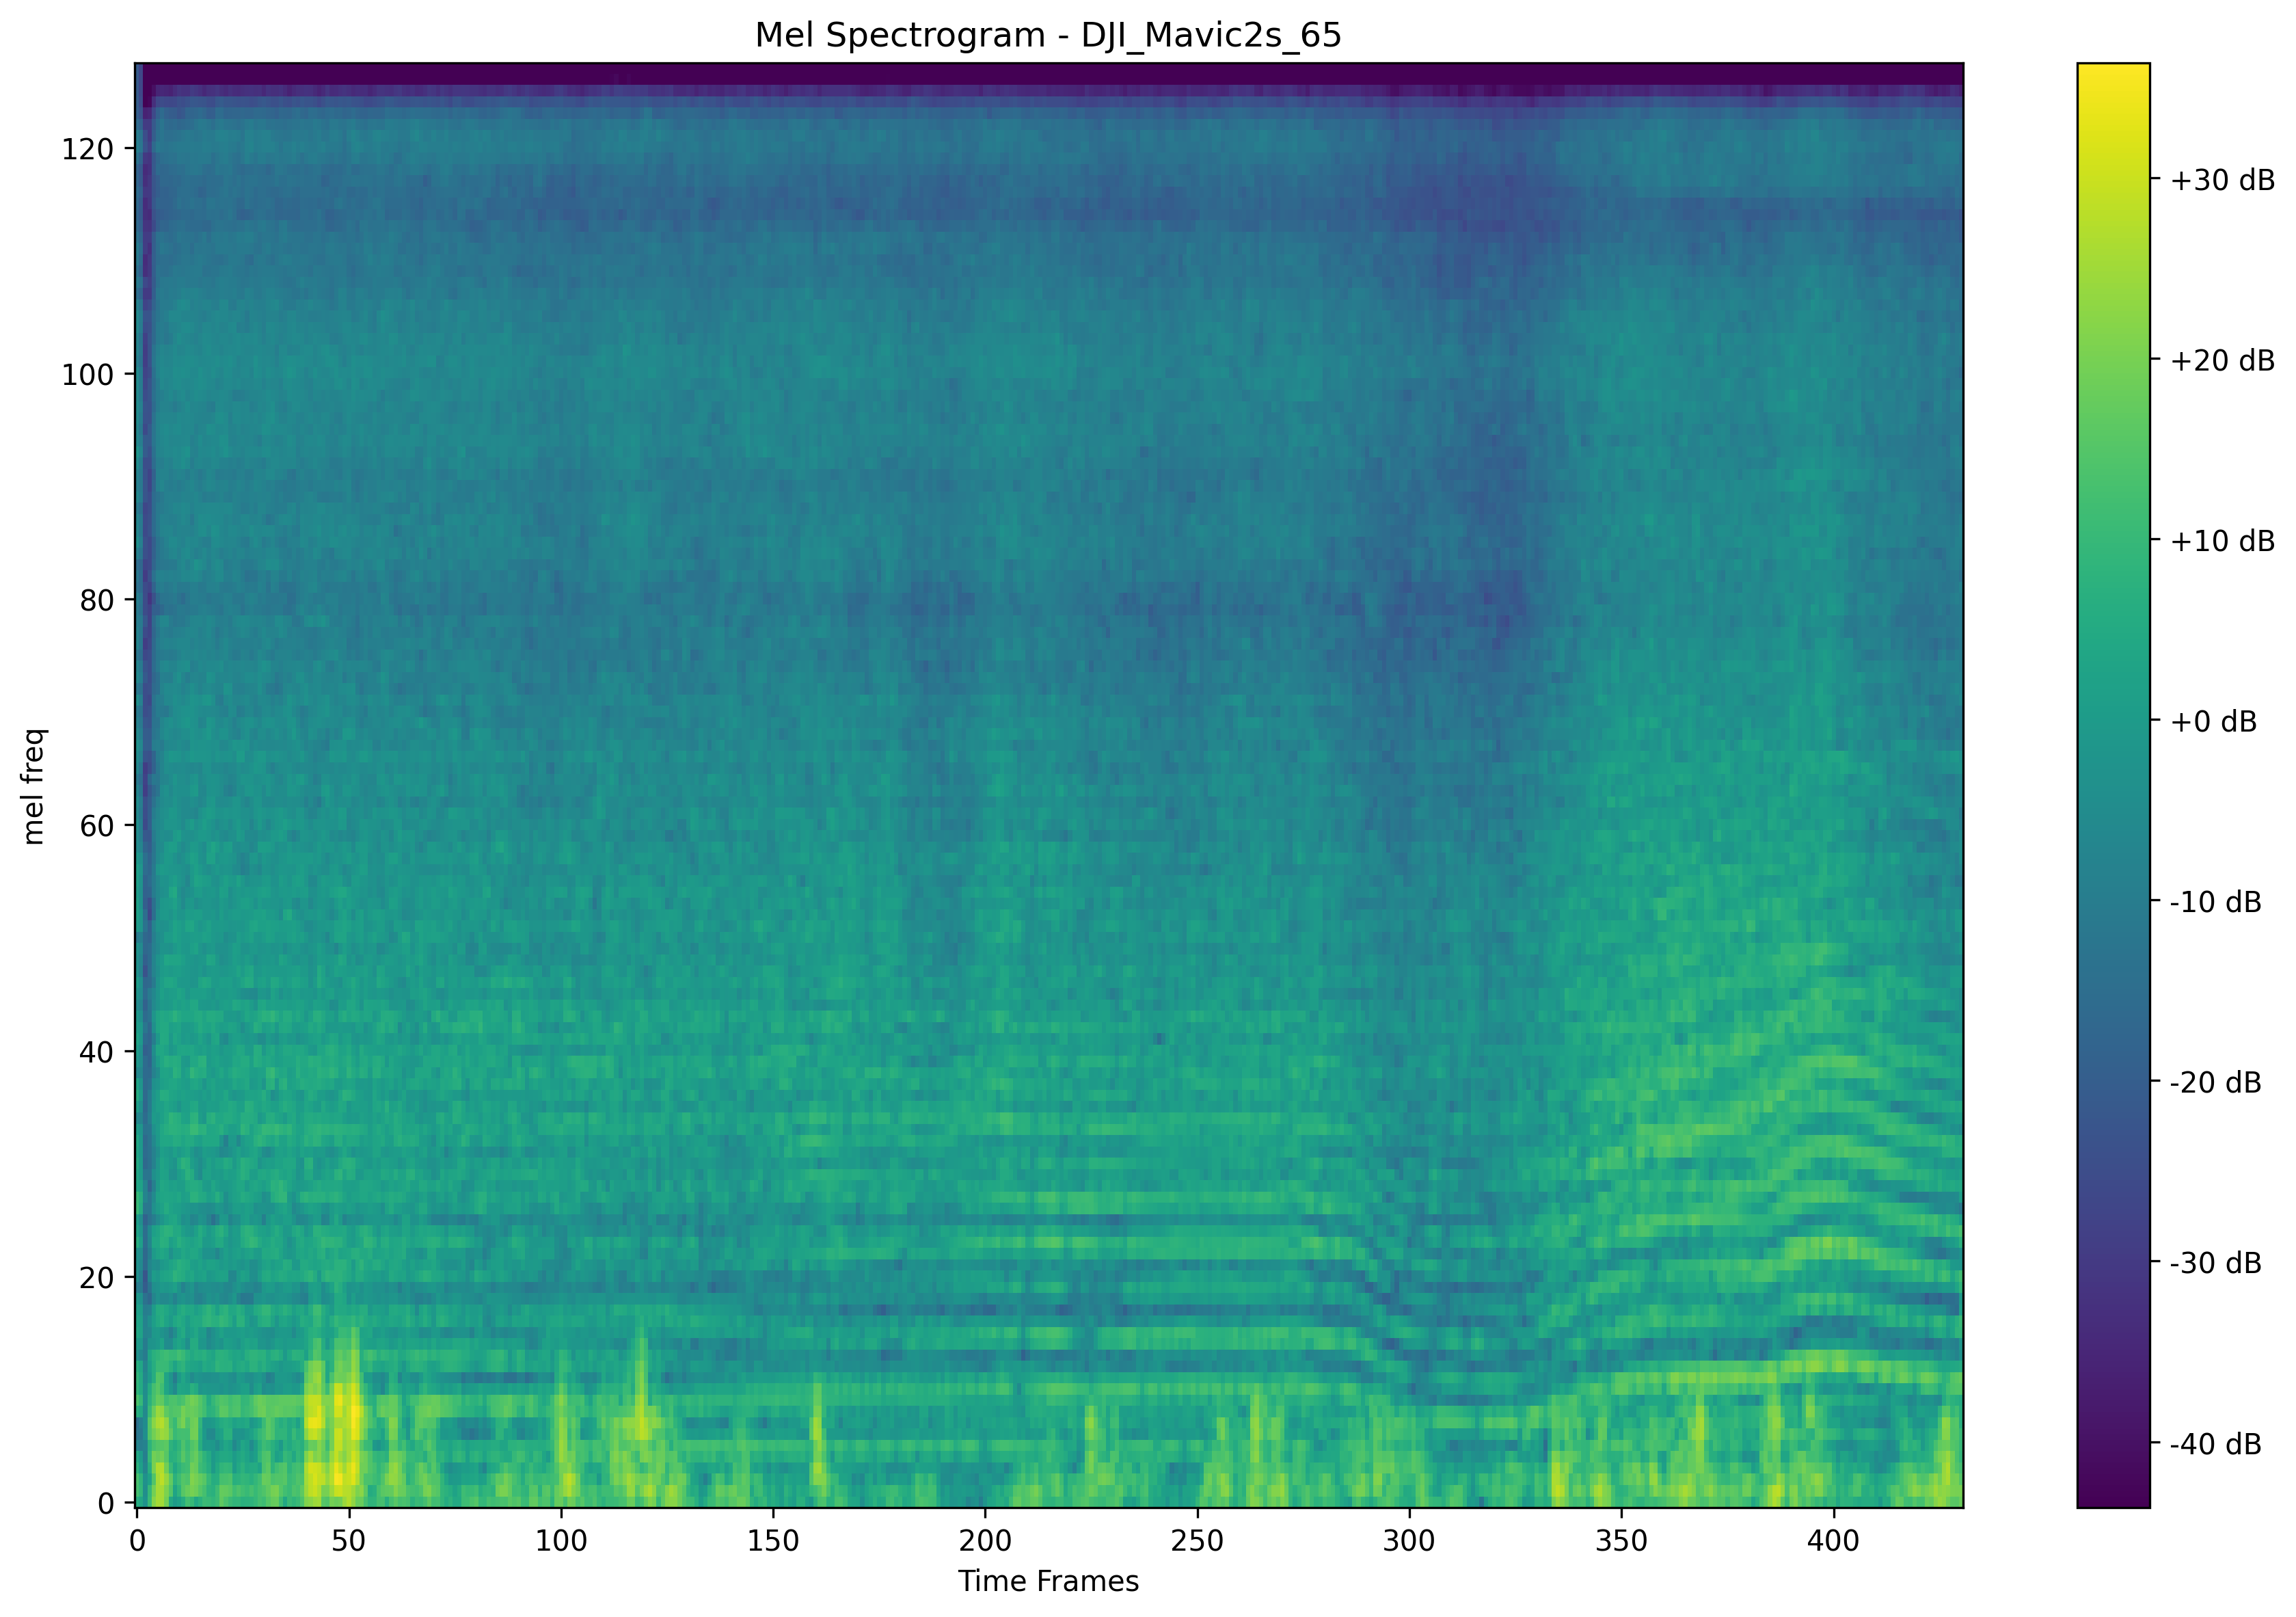 Mel Spectrogram - DJI_Mavic2s_65
mel freq
120
100
80
60
40
20
0
0 50 100 150 200 250 300 350 400
Time Frames
+30 dB
+20 dB
+10 dB
+0 dB
-10 dB
-20 dB
-30 dB
-40 dB